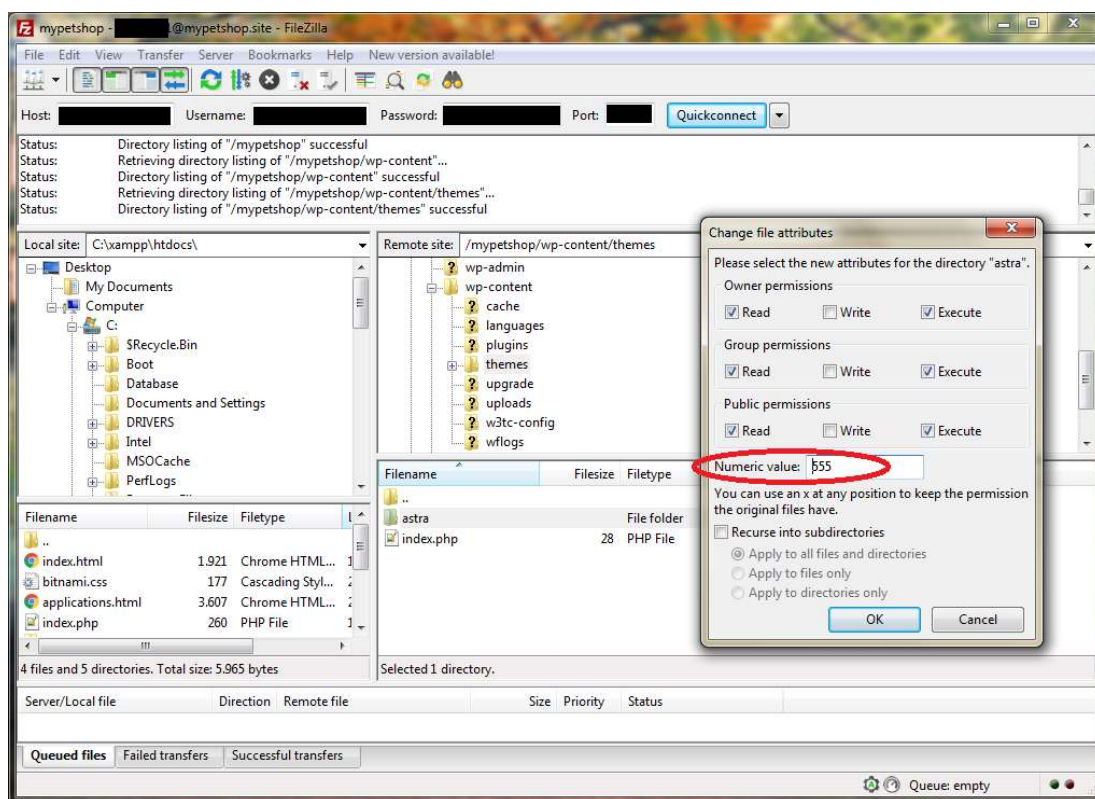 mypetshop - 1@mypetshop.site - FileZilla
File Edit View Transfer Server Bookmarks Help New version available!
Host: Username: Password: Port: Quickconnect
Status: Directory listing of "/mypetshop" successful
Status: Retrieving directory listing of "/mypetshop/wp-content"...
Status: Directory listing of "/mypetshop/wp-content" successful
Status: Retrieving directory listing of "/mypetshop/wp-content/themes"...
Status: Directory listing of "/mypetshop/wp-content/themes" successful
Local site: C:\xampp\htdocs\
Desktop
My Documents
Computer
C:
$Recycle.Bin
Boot
Database
Documents and Settings
DRIVERS
Intel
MSOCache
PerfLogs
Filename Filesize Filetype L
..
index.html 1.921 Chrome HTML... 1
bitnami.css 177 Cascading Styl... 2
applications.html 3.607 Chrome HTML... 2
index.php 260 PHP File 1
4 files and 5 directories. Total size: 5.965 bytes
Remote site: /mypetshop/wp-content/themes
wp-admin
wp-content
cache
languages
plugins
themes
upgrade
uploads
w3tc-config
wflogs
Filename Filesize Filetype
..
astra File folder
index.php 28 PHP File
Selected 1 directory.
Change file attributes
Please select the new attributes for the directory "astra".
Owner permissions
Read Write Execute
Group permissions
Read Write Execute
Public permissions
Read Write Execute
Numeric value: 555
You can use an x at any position to keep the permission
the original files have.
Recurse into subdirectories
Apply to all files and directories
Apply to files only
Apply to directories only
OK Cancel
Server/Local file Direction Remote file Size Priority Status
Queued files Failed transfers Successful transfers
Queue: empty